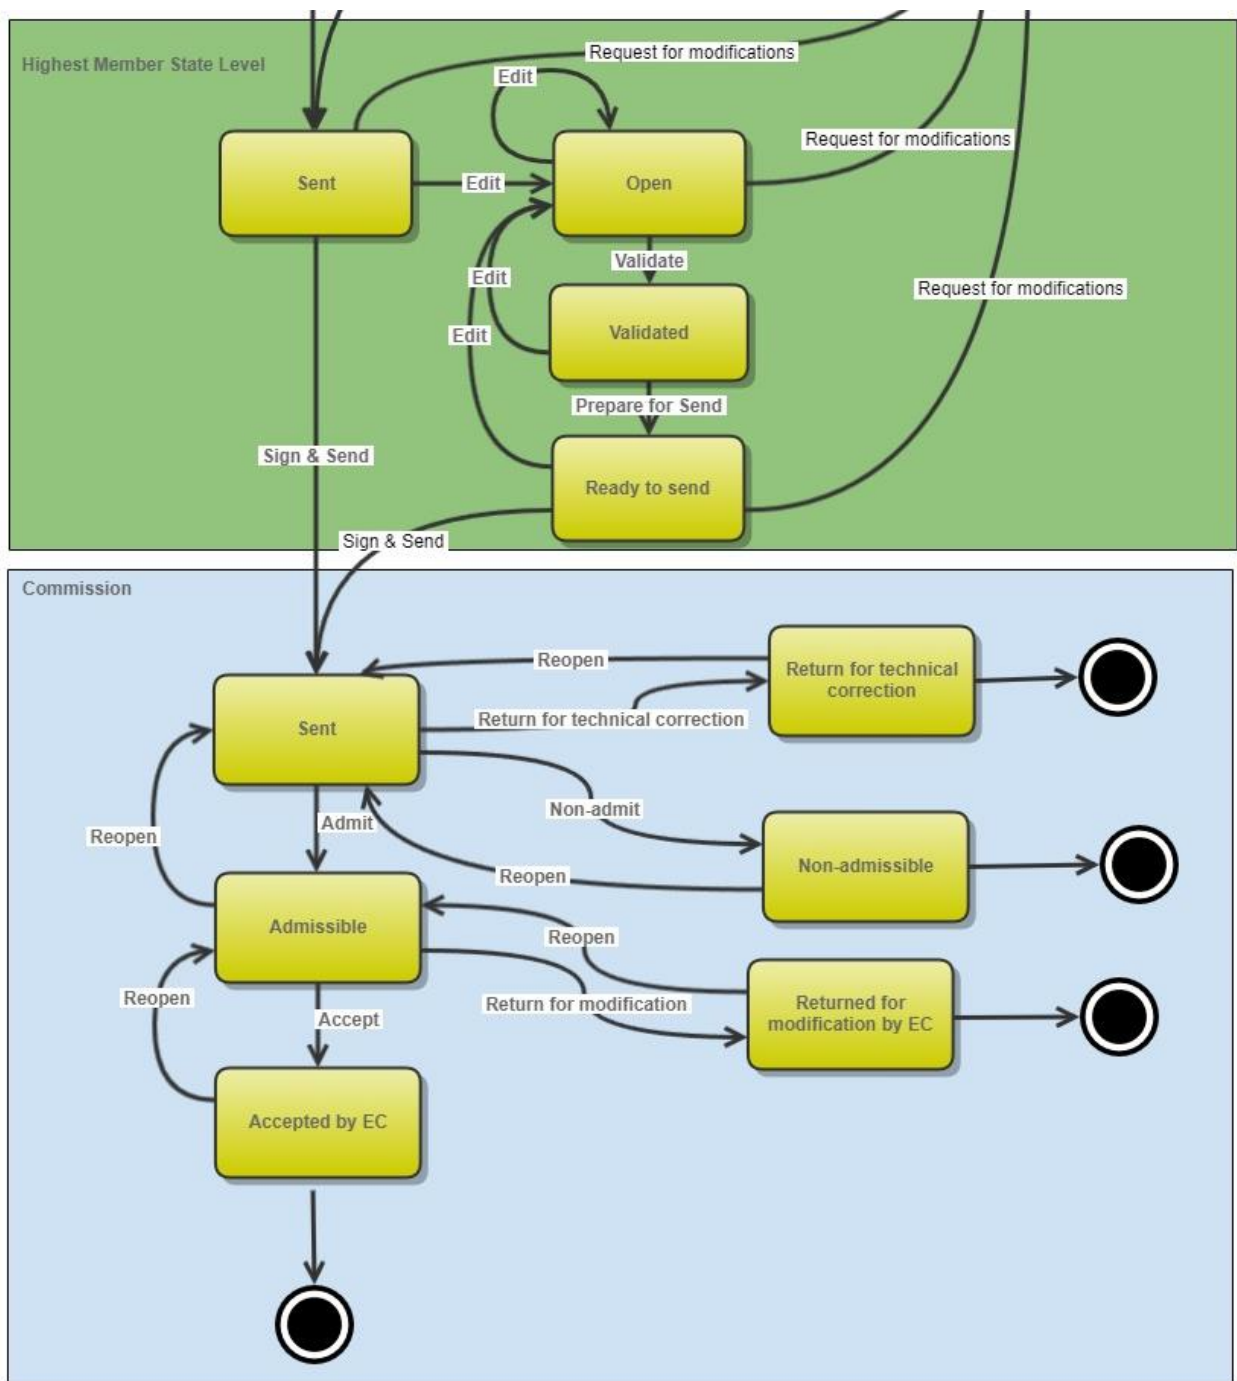 Highest Member State Level
Request for modifications
Edit
Request for modifications
Sent
Edit
Open
Validate
Edit
Request for modifications
Edit
Validated
Prepare for Send
Sign & Send
Ready to send
Sign & Send
Commission
Reopen
Return for technical
correction
Return for technical correction
Sent
Non-admit
Admit
Reopen
Reopen
Non-admissible
Admissible
Reopen
Reopen
Return for modification
Returned for
modification by EC
Accept
Accepted by EC